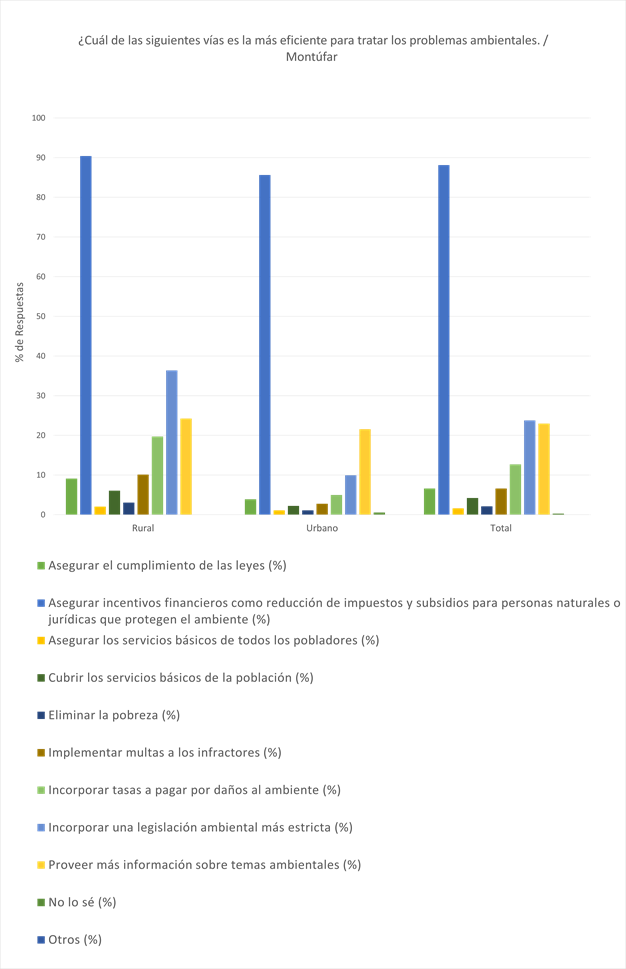 ¿Cuál de las siguientes vías es la más eficiente para tratar los problemas ambientales. /
Montúfar
100
90
80
70
60
50
40
30
20
10
0
% de Respuestas
Rural
Urbano
Total
Asegurar el cumplimiento de las leyes (%)
Asegurar incentivos financieros como reducción de impuestos y subsidios para personas naturales o
jurídicas que protegen el ambiente (%)
Asegurar los servicios básicos de todos los pobladores (%)
Cubrir los servicios básicos de la población (%)
Eliminar la pobreza (%)
Implementar multas a los infractores (%)
Incorporar tasas a pagar por daños al ambiente (%)
Incorporar una legislación ambiental más estricta (%)
Proveer más información sobre temas ambientales (%)
No lo sé (%)
Otros (%)